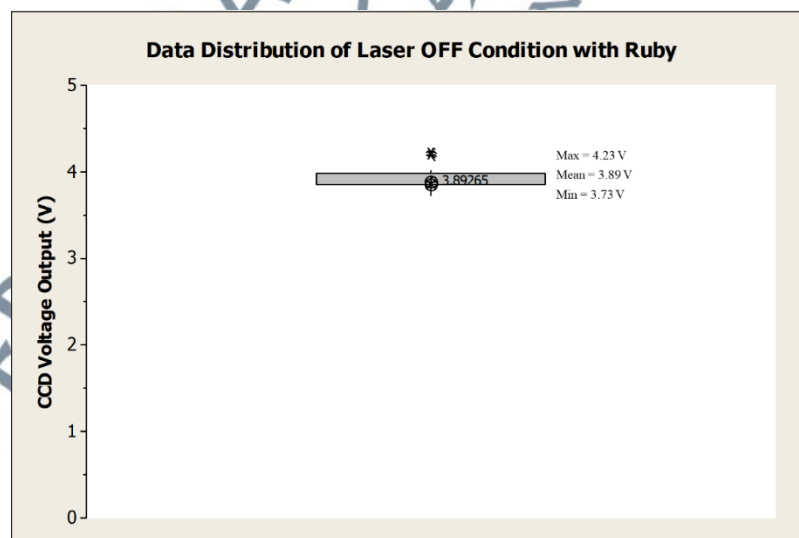 Data Distribution of Laser OFF Condition with Ruby
5
4
3
2
1
0
CCD Voltage Output (V)
3.89265
Max = 4.23 V
Mean = 3.89 V
Min = 3.73 V